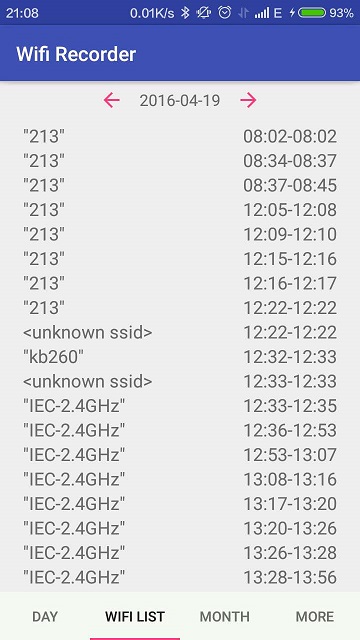 21:08 0.01K/s E 93%
Wifi Recorder
2016-04-19
"213" 08:02-08:02
"213" 08:34-08:37
"213" 08:37-08:45
"213" 12:05-12:08
"213" 12:09-12:10
"213" 12:15-12:16
"213" 12:16-12:17
"213" 12:22-12:22
<unknown ssid> 12:22-12:22
"kb260" 12:32-12:33
<unknown ssid> 12:33-12:33
"IEC-2.4GHz" 12:33-12:35
"IEC-2.4GHz" 12:36-12:53
"IEC-2.4GHz" 12:53-13:07
"IEC-2.4GHz" 13:08-13:16
"IEC-2.4GHz" 13:17-13:20
"IEC-2.4GHz" 13:20-13:26
"IEC-2.4GHz" 13:26-13:28
"IEC-2.4GHz" 13:28-13:56
DAY WIFI LIST MONTH MORE